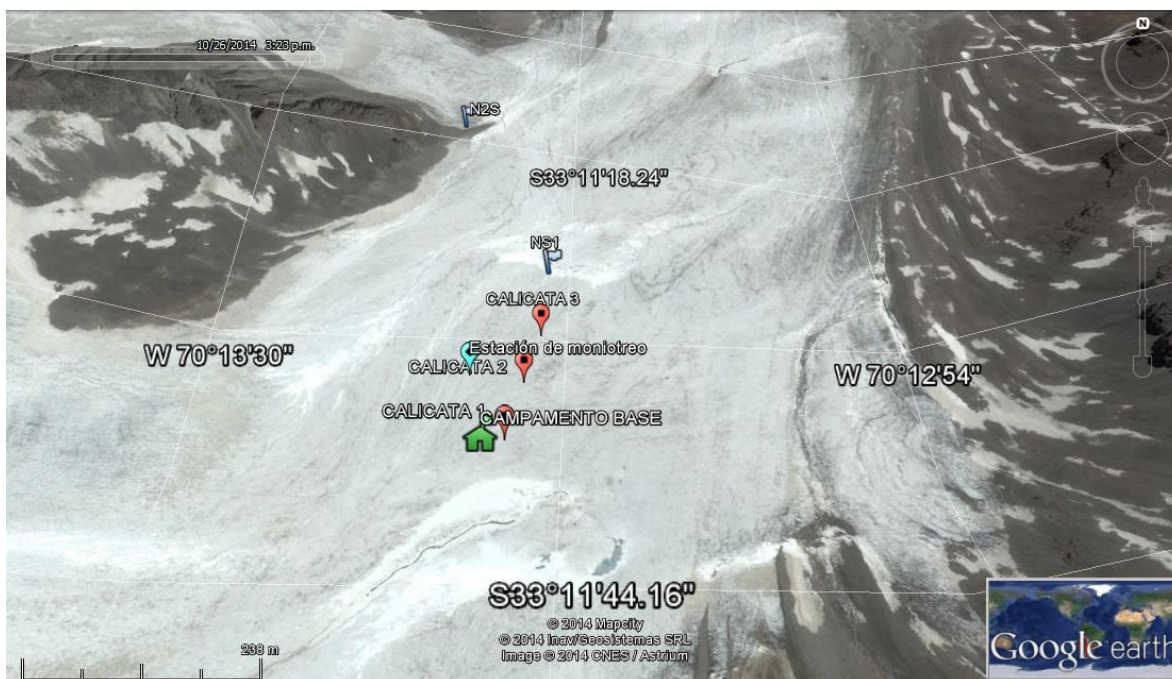 10/26/2014 3:23 p.m.
N
N2S
S33°11'18.24"
NS1
CALICATA 3
Estación de moniotreo
W 70°13'30"
CALICATA 2
W 70°12'54"
CALICATA 1
CAMPAMENTO BASE
S33°11'44.16"
© 2014 Mapcity
© 2014 Inav/Geosistemas SRL
Image © 2014 CNES / Astrium
238 m
Google earth